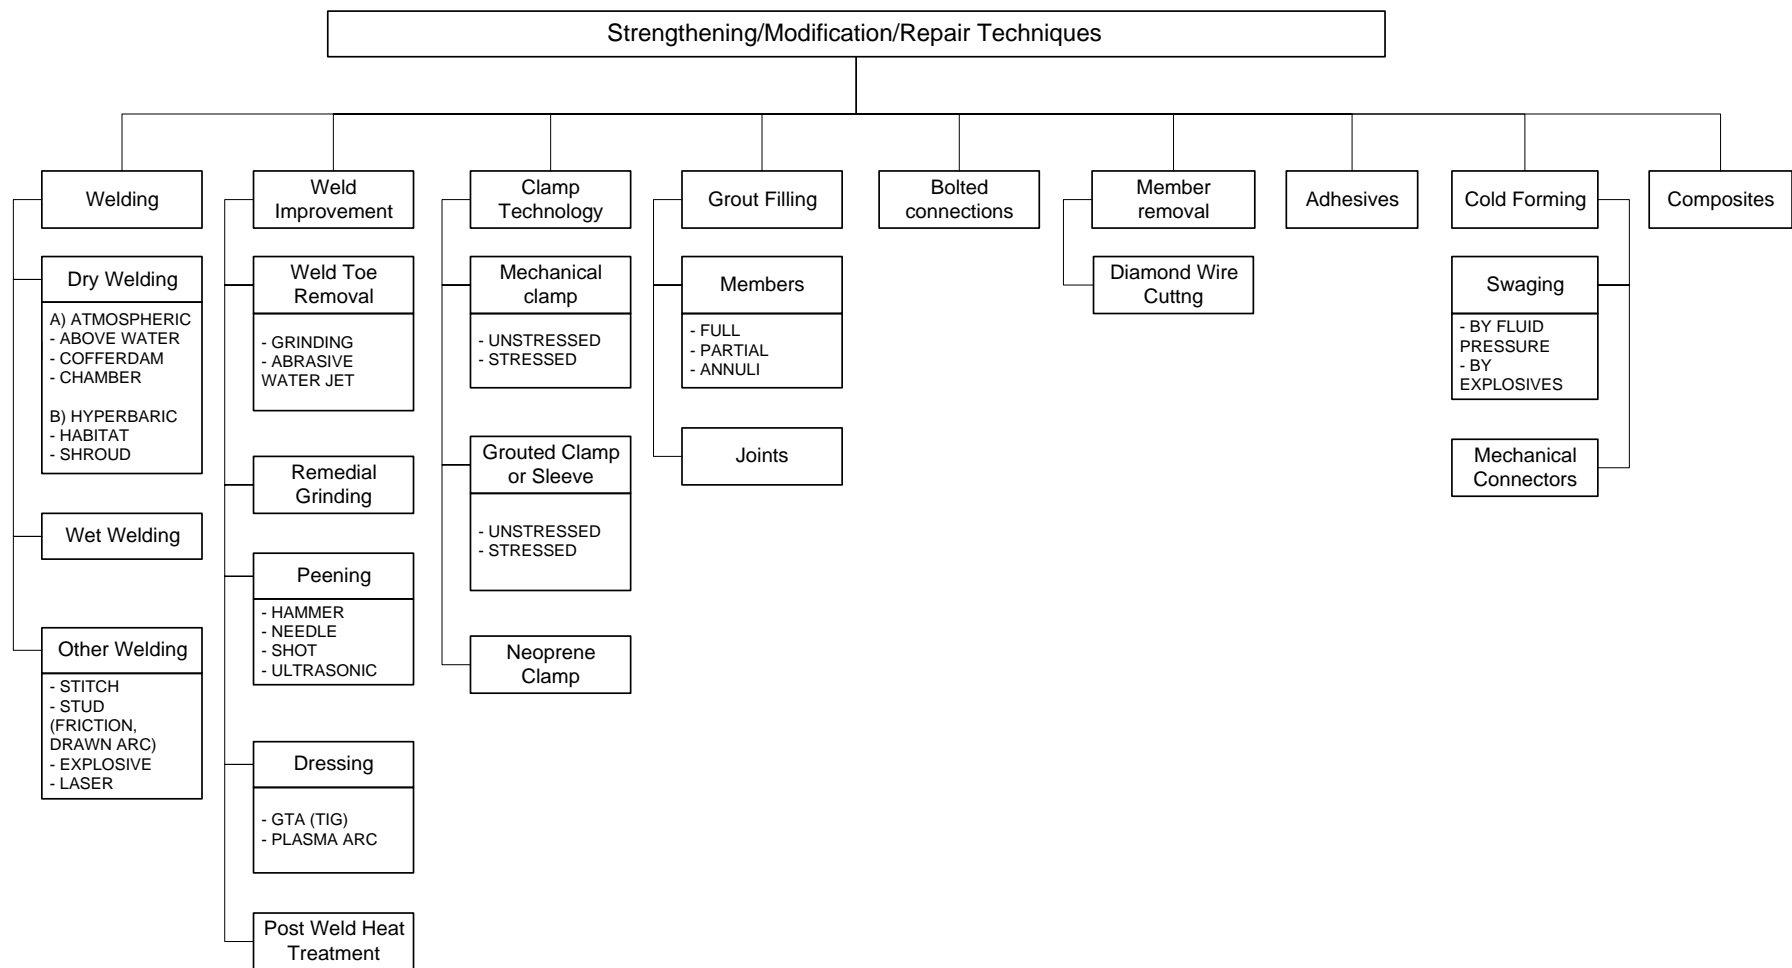 Strengthening/Modification/Repair Techniques
Welding
Weld
Improvement
Clamp
Technology
Grout Filling
Bolted
connections
Member
removal
Adhesives
Cold Forming
Composites
Dry Welding
A) ATMOSPHERIC
- ABOVE WATER
- COFFERDAM
- CHAMBER
B) HYPERBARIC
- HABITAT
- SHROUD
Wet Welding
Other Welding
- STITCH
- STUD
(FRICTION,
DRAWN ARC)
- EXPLOSIVE
- LASER
Weld Toe
Removal
- GRINDING
- ABRASIVE
WATER JET
Remedial
Grinding
Peening
- HAMMER
- NEEDLE
- SHOT
- ULTRASONIC
Dressing
- GTA (TIG)
- PLASMA ARC
Post Weld Heat
Treatment
Mechanical
clamp
- UNSTRESSED
- STRESSED
Grouted Clamp
or Sleeve
- UNSTRESSED
- STRESSED
Neoprene
Clamp
Members
- FULL
- PARTIAL
- ANNULI
Joints
Diamond Wire
Cuttng
Swaging
- BY FLUID
PRESSURE
- BY
EXPLOSIVES
Mechanical
Connectors